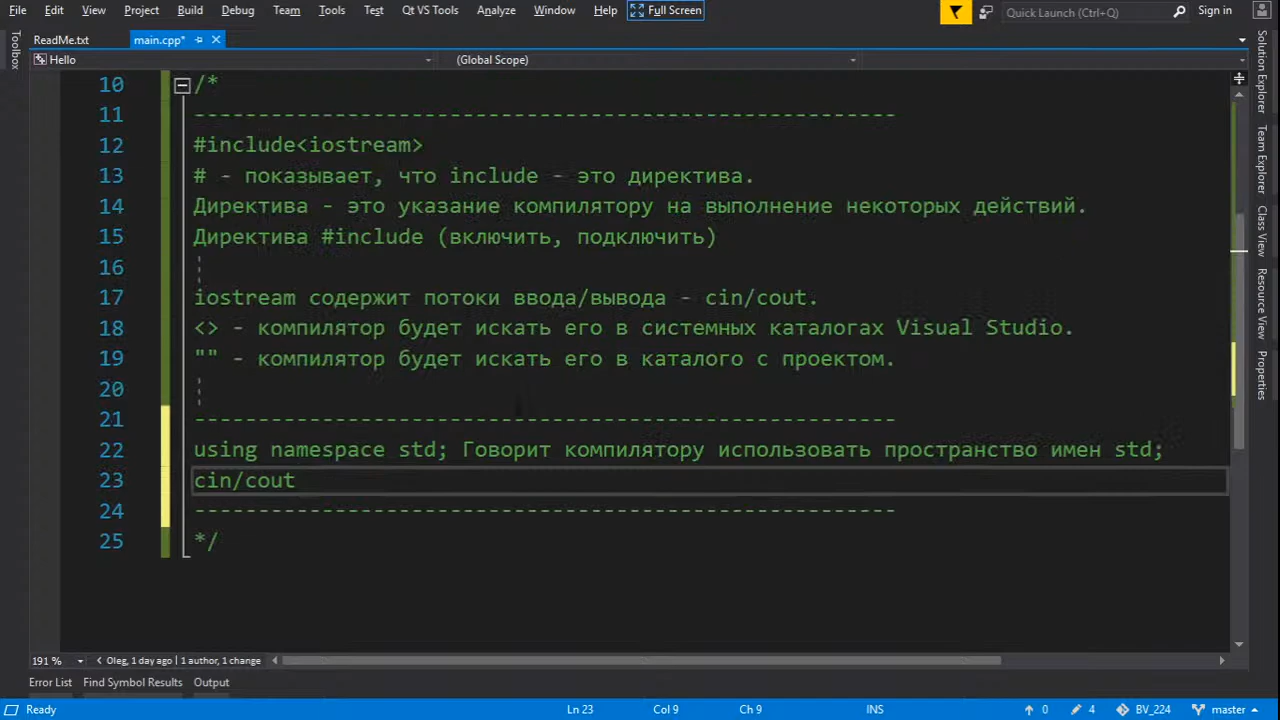 File Edit View Project Build Debug Team Tools Test Qt VS Tools Analyze Window Help Full Screen Quick Launch (Ctrl+Q) Sign in
ReadMe.txt main.cpp*
Hello (Global Scope)
10 /*
11 -------------------------------------------------------
12 #include<iostream>
13 # - показывает, что include - это директива.
14 Директива - это указание компилятору на выполнение некоторых действий.
15 Директива #include (включить, подключить)
16
17 iostream содержит потоки ввода/вывода - cin/cout.
18 <> - компилятор будет искать его в системных каталогах Visual Studio.
19 "" - компилятор будет искать его в каталого с проектом.
20
21 -------------------------------------------------------
22 using namespace std; Говорит компилятору использовать пространство имен std;
23 cin/cout
24 -------------------------------------------------------
25 */
191 % Oleg, 1 day ago | 1 author, 1 change
Error List Find Symbol Results Output
Ready Ln 23 Col 9 Ch 9 INS 0 4 BV_224 master
Toolbox
Solution Explorer
Team Explorer
Class View
Resource View
Properties